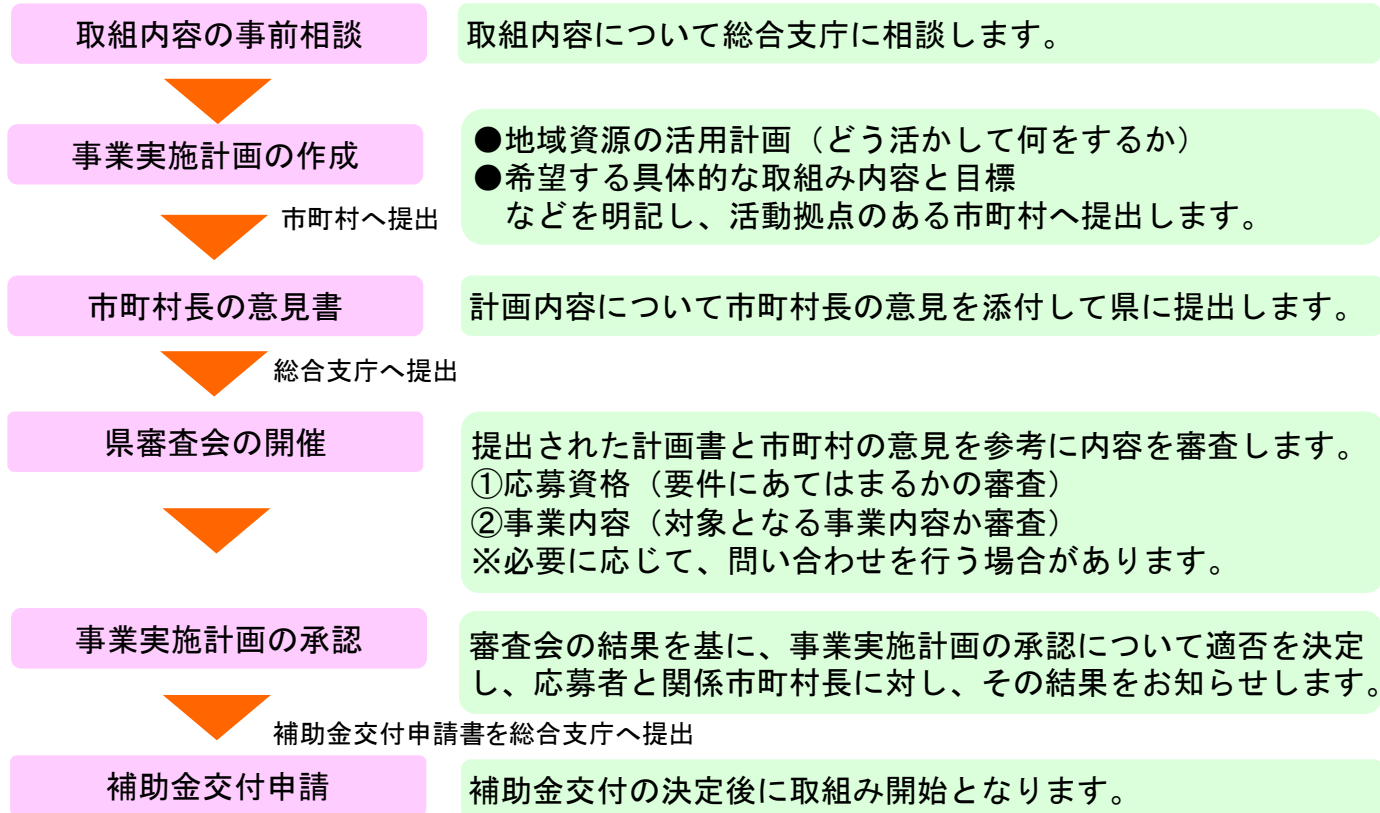 取組内容の事前相談
取組内容について総合支庁に相談します。
事業実施計画の作成
●地域資源の活用計画（どう活かして何をするか）
●希望する具体的な取組み内容と目標
などを明記し、活動拠点のある市町村へ提出します。
市町村へ提出
市町村長の意見書
計画内容について市町村長の意見を添付して県に提出します。
総合支庁へ提出
県審査会の開催
提出された計画書と市町村の意見を参考に内容を審査します。
①応募資格（要件にあてはまるかの審査）
②事業内容（対象となる事業内容か審査）
※必要に応じて、問い合わせを行う場合があります。
事業実施計画の承認
審査会の結果を基に、事業実施計画の承認について適否を決定
し、応募者と関係市町村長に対し、その結果をお知らせします。
補助金交付申請書を総合支庁へ提出
補助金交付申請
補助金交付の決定後に取組み開始となります。